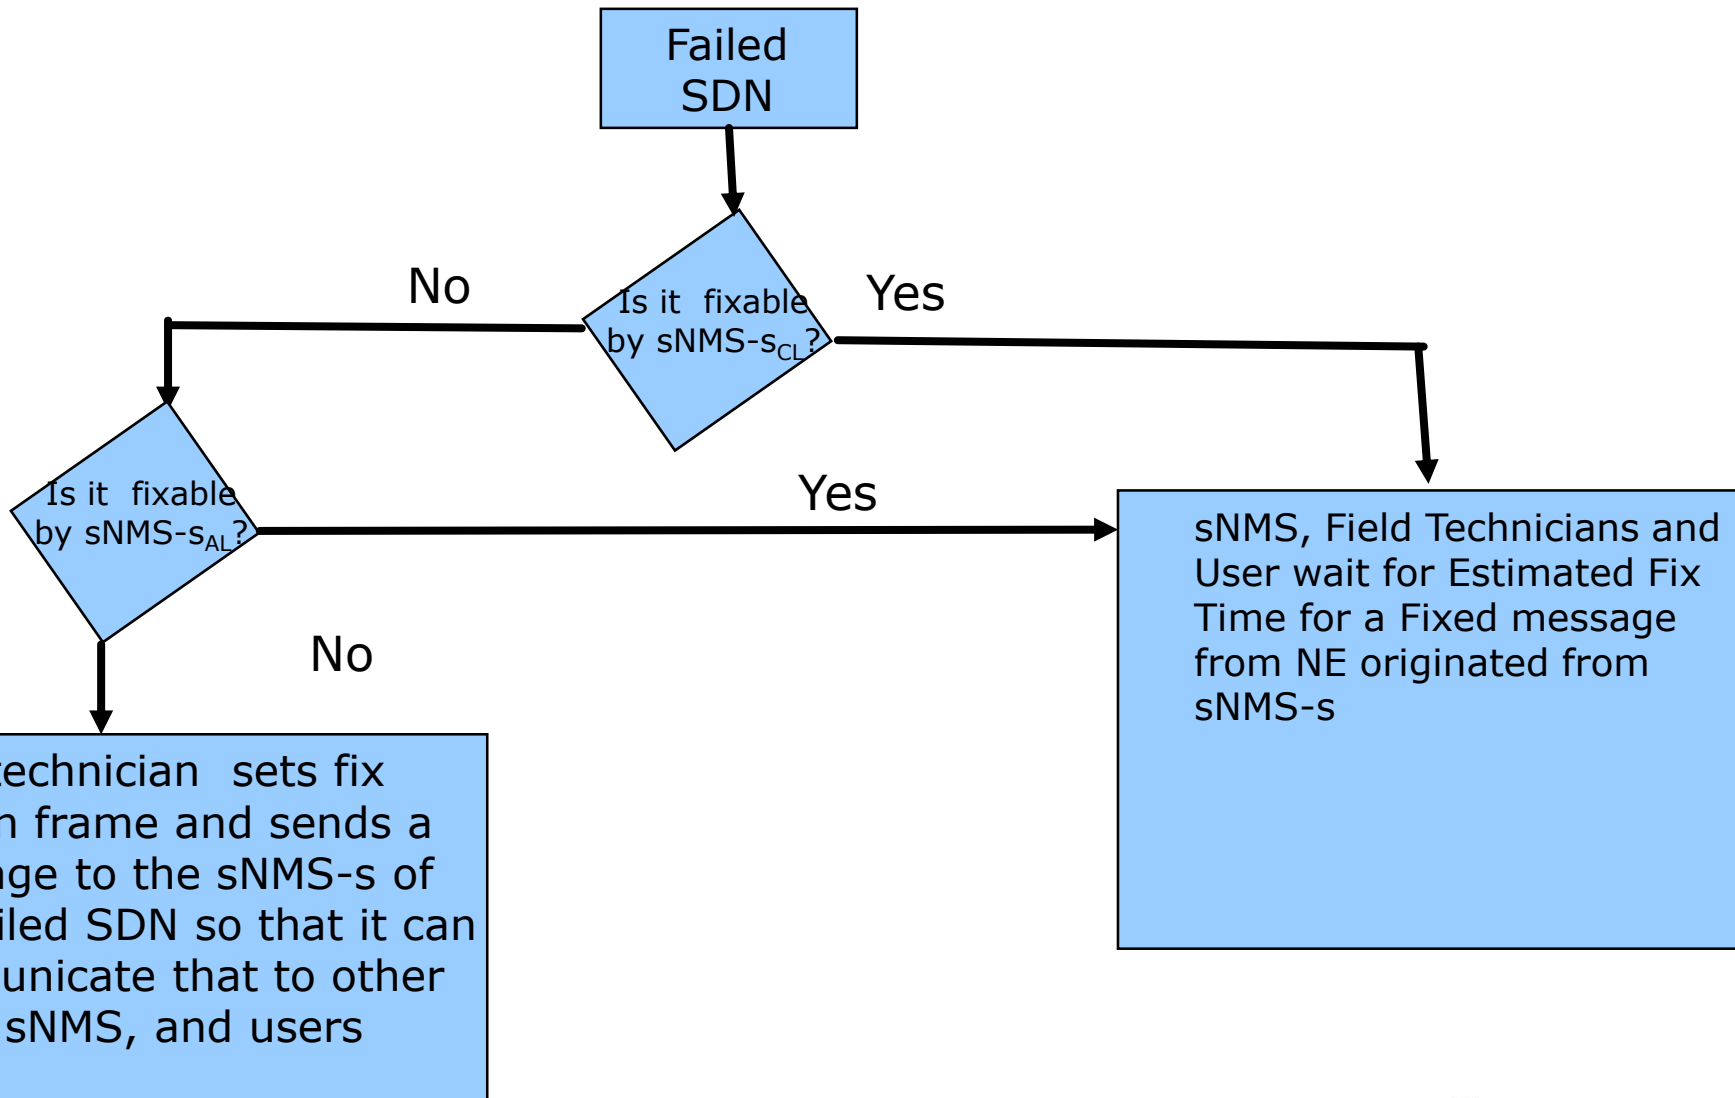 Failed
SDN
No
Yes
Is it fixable
by sNMS-sCL?
Is it fixable
by sNMS-sAL?
Yes
No
sNMS, Field Technicians and
User wait for Estimated Fix
Time for a Fixed message
from NE originated from
sNMS-s
technician sets fix
frame and sends a
to the sNMS-s of
SDN so that it can
that to other
sNMS, and users